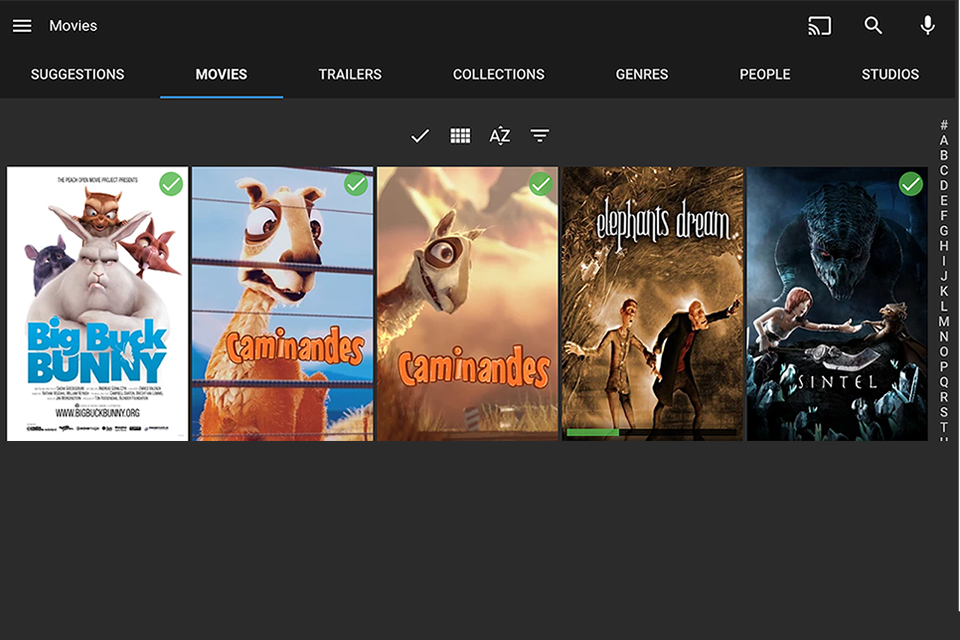 Movies
SUGGESTIONS
MOVIES
TRAILERS
COLLECTIONS
GENRES
PEOPLE
STUDIOS
AZ
THE PEACH OPEN MOVIE PROJECT PRESENTS
Big Buck
BUNNY
WWW.BIGBUCKBUNNY.ORG
Caminandes
Caminandes
elephants dream
SINTEL
#
A
B
C
D
E
F
G
H
I
J
K
L
M
N
O
P
Q
R
S
T